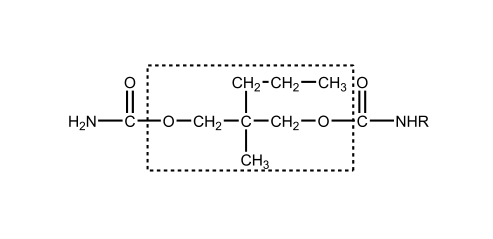 O CH₂-CH₂—CH₃ O
H₂N—C—O—CH₂—C—CH₂—O—C—NHR
CH₃